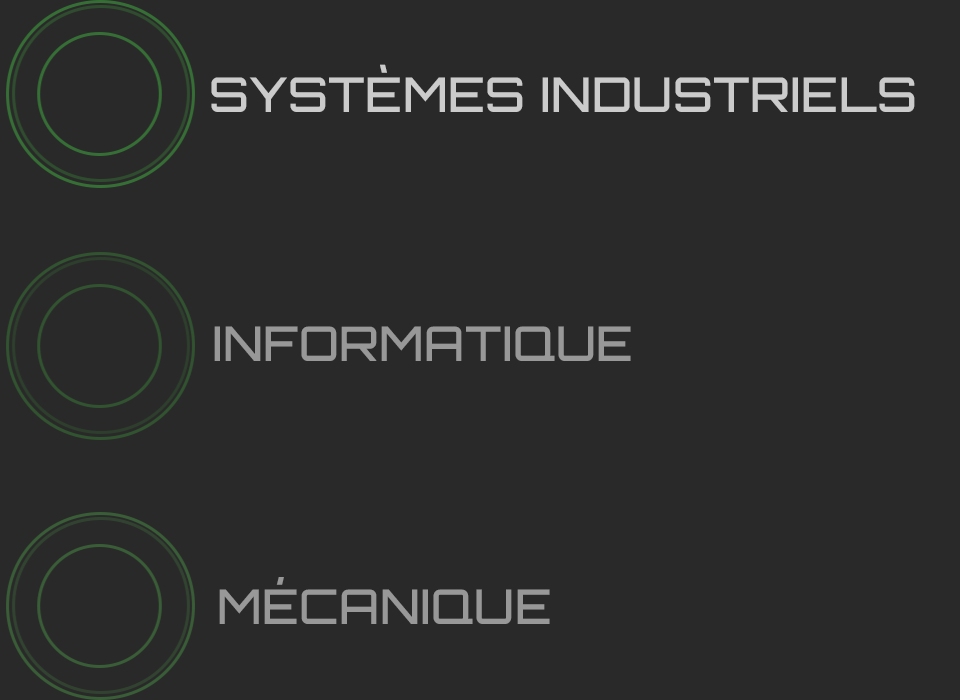 SYSTÈMES INDUSTRIELS
INFORMATIQUE
MÉCANIQUE